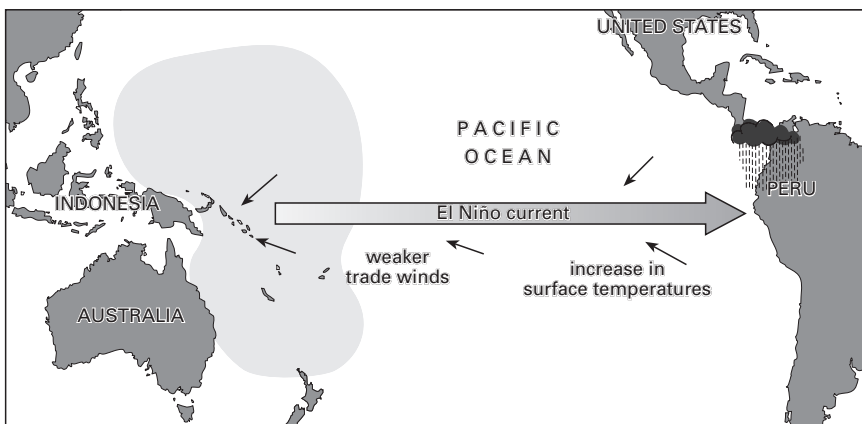 UNITED STATES
PACIFIC
OCEAN
PERU
INDONESIA
El Niño current
weaker
trade winds
increase in
surface temperatures
AUSTRALIA